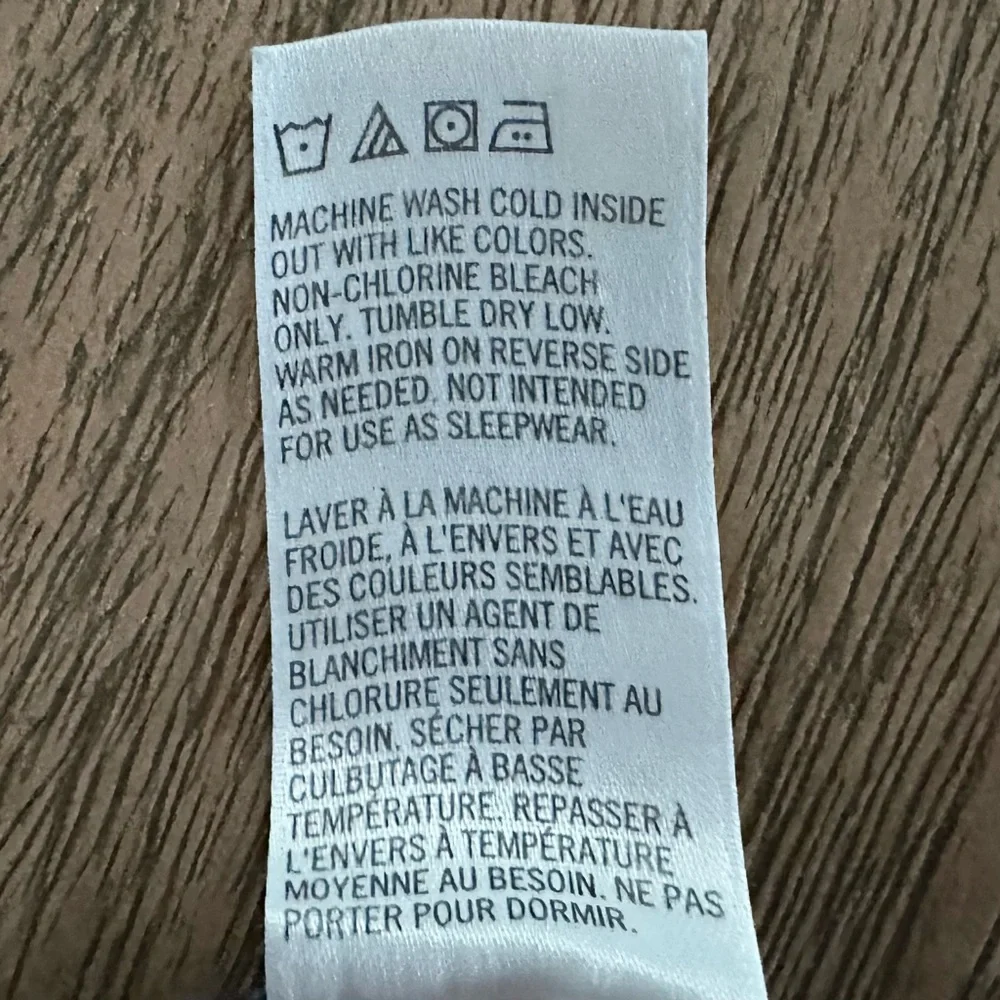 MACHINE WASH COLD INSIDE
OUT WITH LIKE COLORS.
NON-CHLORINE BLEACH
ONLY. TUMBLE DRY LOW.
WARM IRON ON REVERSE SIDE
AS NEEDED. NOT INTENDED
FOR USE AS SLEEPWEAR.
LAVER À LA MACHINE À L'EAU
FROIDE, À L'ENVERS ET AVEC
DES COULEURS SEMBLABLES.
UTILISER UN AGENT DE
BLANCHIMENT SANS
CHLORURE SEULEMENT AU
BESOIN. SÉCHER PAR
CULBUTAGE À BASSE
TEMPÉRATURE. REPASSER À
L'ENVERS À TEMPÉRATURE
MOYENNE AU BESOIN. NE PAS
PORTER POUR DORMIR.